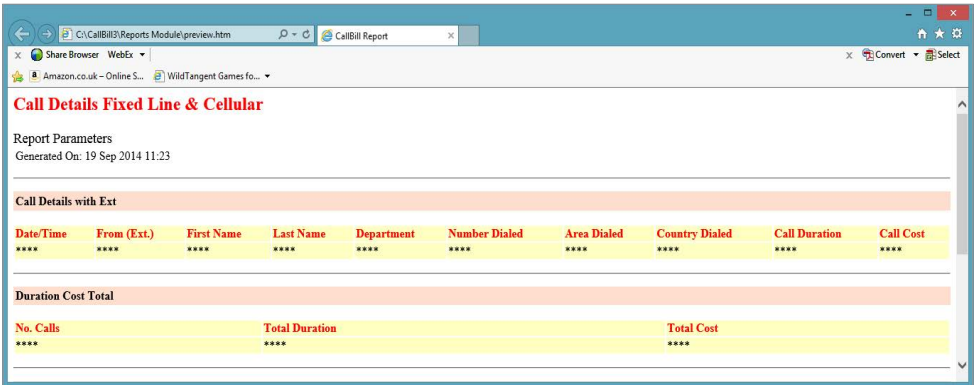 C:\CallBill3\Reports Module\preview.htm CallBill Report
x Share Browser WebEx x Convert Select
Amazon.co.uk – Online S... WildTangent Games fo...
Call Details Fixed Line & Cellular
Report Parameters
Generated On: 19 Sep 2014 11:23
Call Details with Ext
Date/Time From (Ext.) First Name Last Name Department Number Dialed Area Dialed Country Dialed Call Duration Call Cost
**** **** **** **** **** **** **** **** **** ****
Duration Cost Total
No. Calls Total Duration Total Cost
**** **** ****